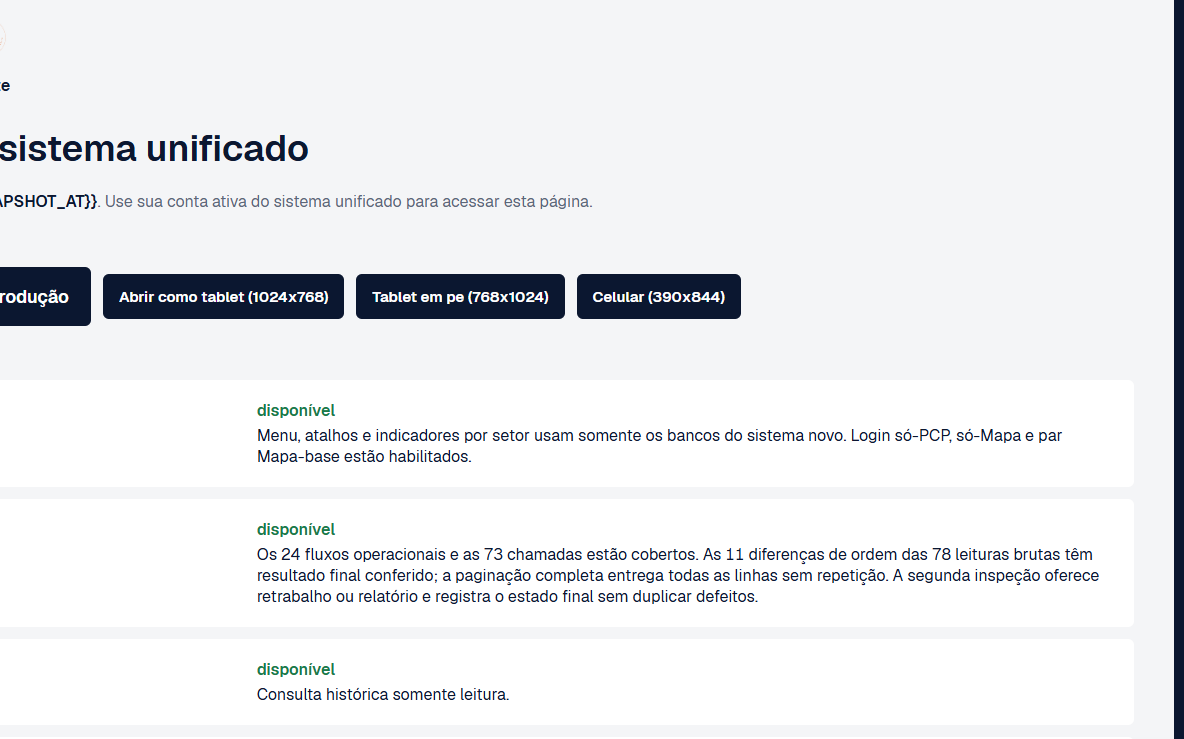 te
sistema unificado
APSHOT_AT}}. Use sua conta ativa do sistema unificado para acessar esta página.
rodução
Abrir como tablet (1024x768)
Tablet em pe (768x1024)
Celular (390x844)
disponível
Menu, atalhos e indicadores por setor usam somente os bancos do sistema novo. Login só-PCP, só-Mapa e par
Mapa-base estão habilitados.
disponível
Os 24 fluxos operacionais e as 73 chamadas estão cobertos. As 11 diferenças de ordem das 78 leituras brutas têm
resultado final conferido; a paginação completa entrega todas as linhas sem repetição. A segunda inspeção oferece
retrabalho ou relatório e registra o estado final sem duplicar defeitos.
disponível
Consulta histórica somente leitura.